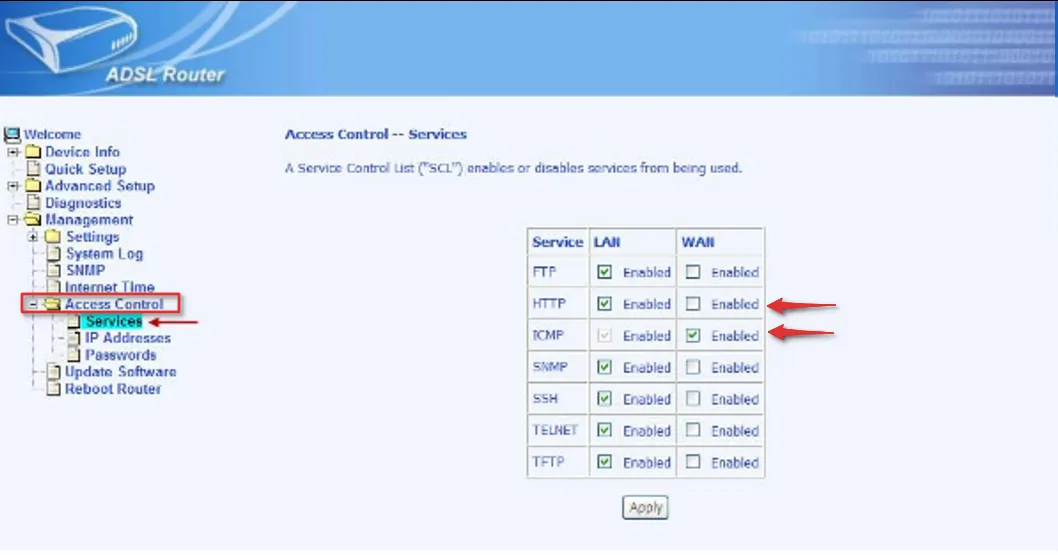 ADSL Router
Welcome
Device Info
Quick Setup
Advanced Setup
Diagnostics
Management
Settings
System Log
SNMP
Internet Time
Access Control
Services
IP Addresses
Passwords
Update Software
Reboot Router
Access Control -- Services
A Service Control List ("SCL") enables or disables services from being used.
Service LAN WAN
FTP Enabled Enabled
HTTP Enabled Enabled
ICMP Enabled Enabled
SNMP Enabled Enabled
SSH Enabled Enabled
TELNET Enabled Enabled
TFTP Enabled Enabled
Apply